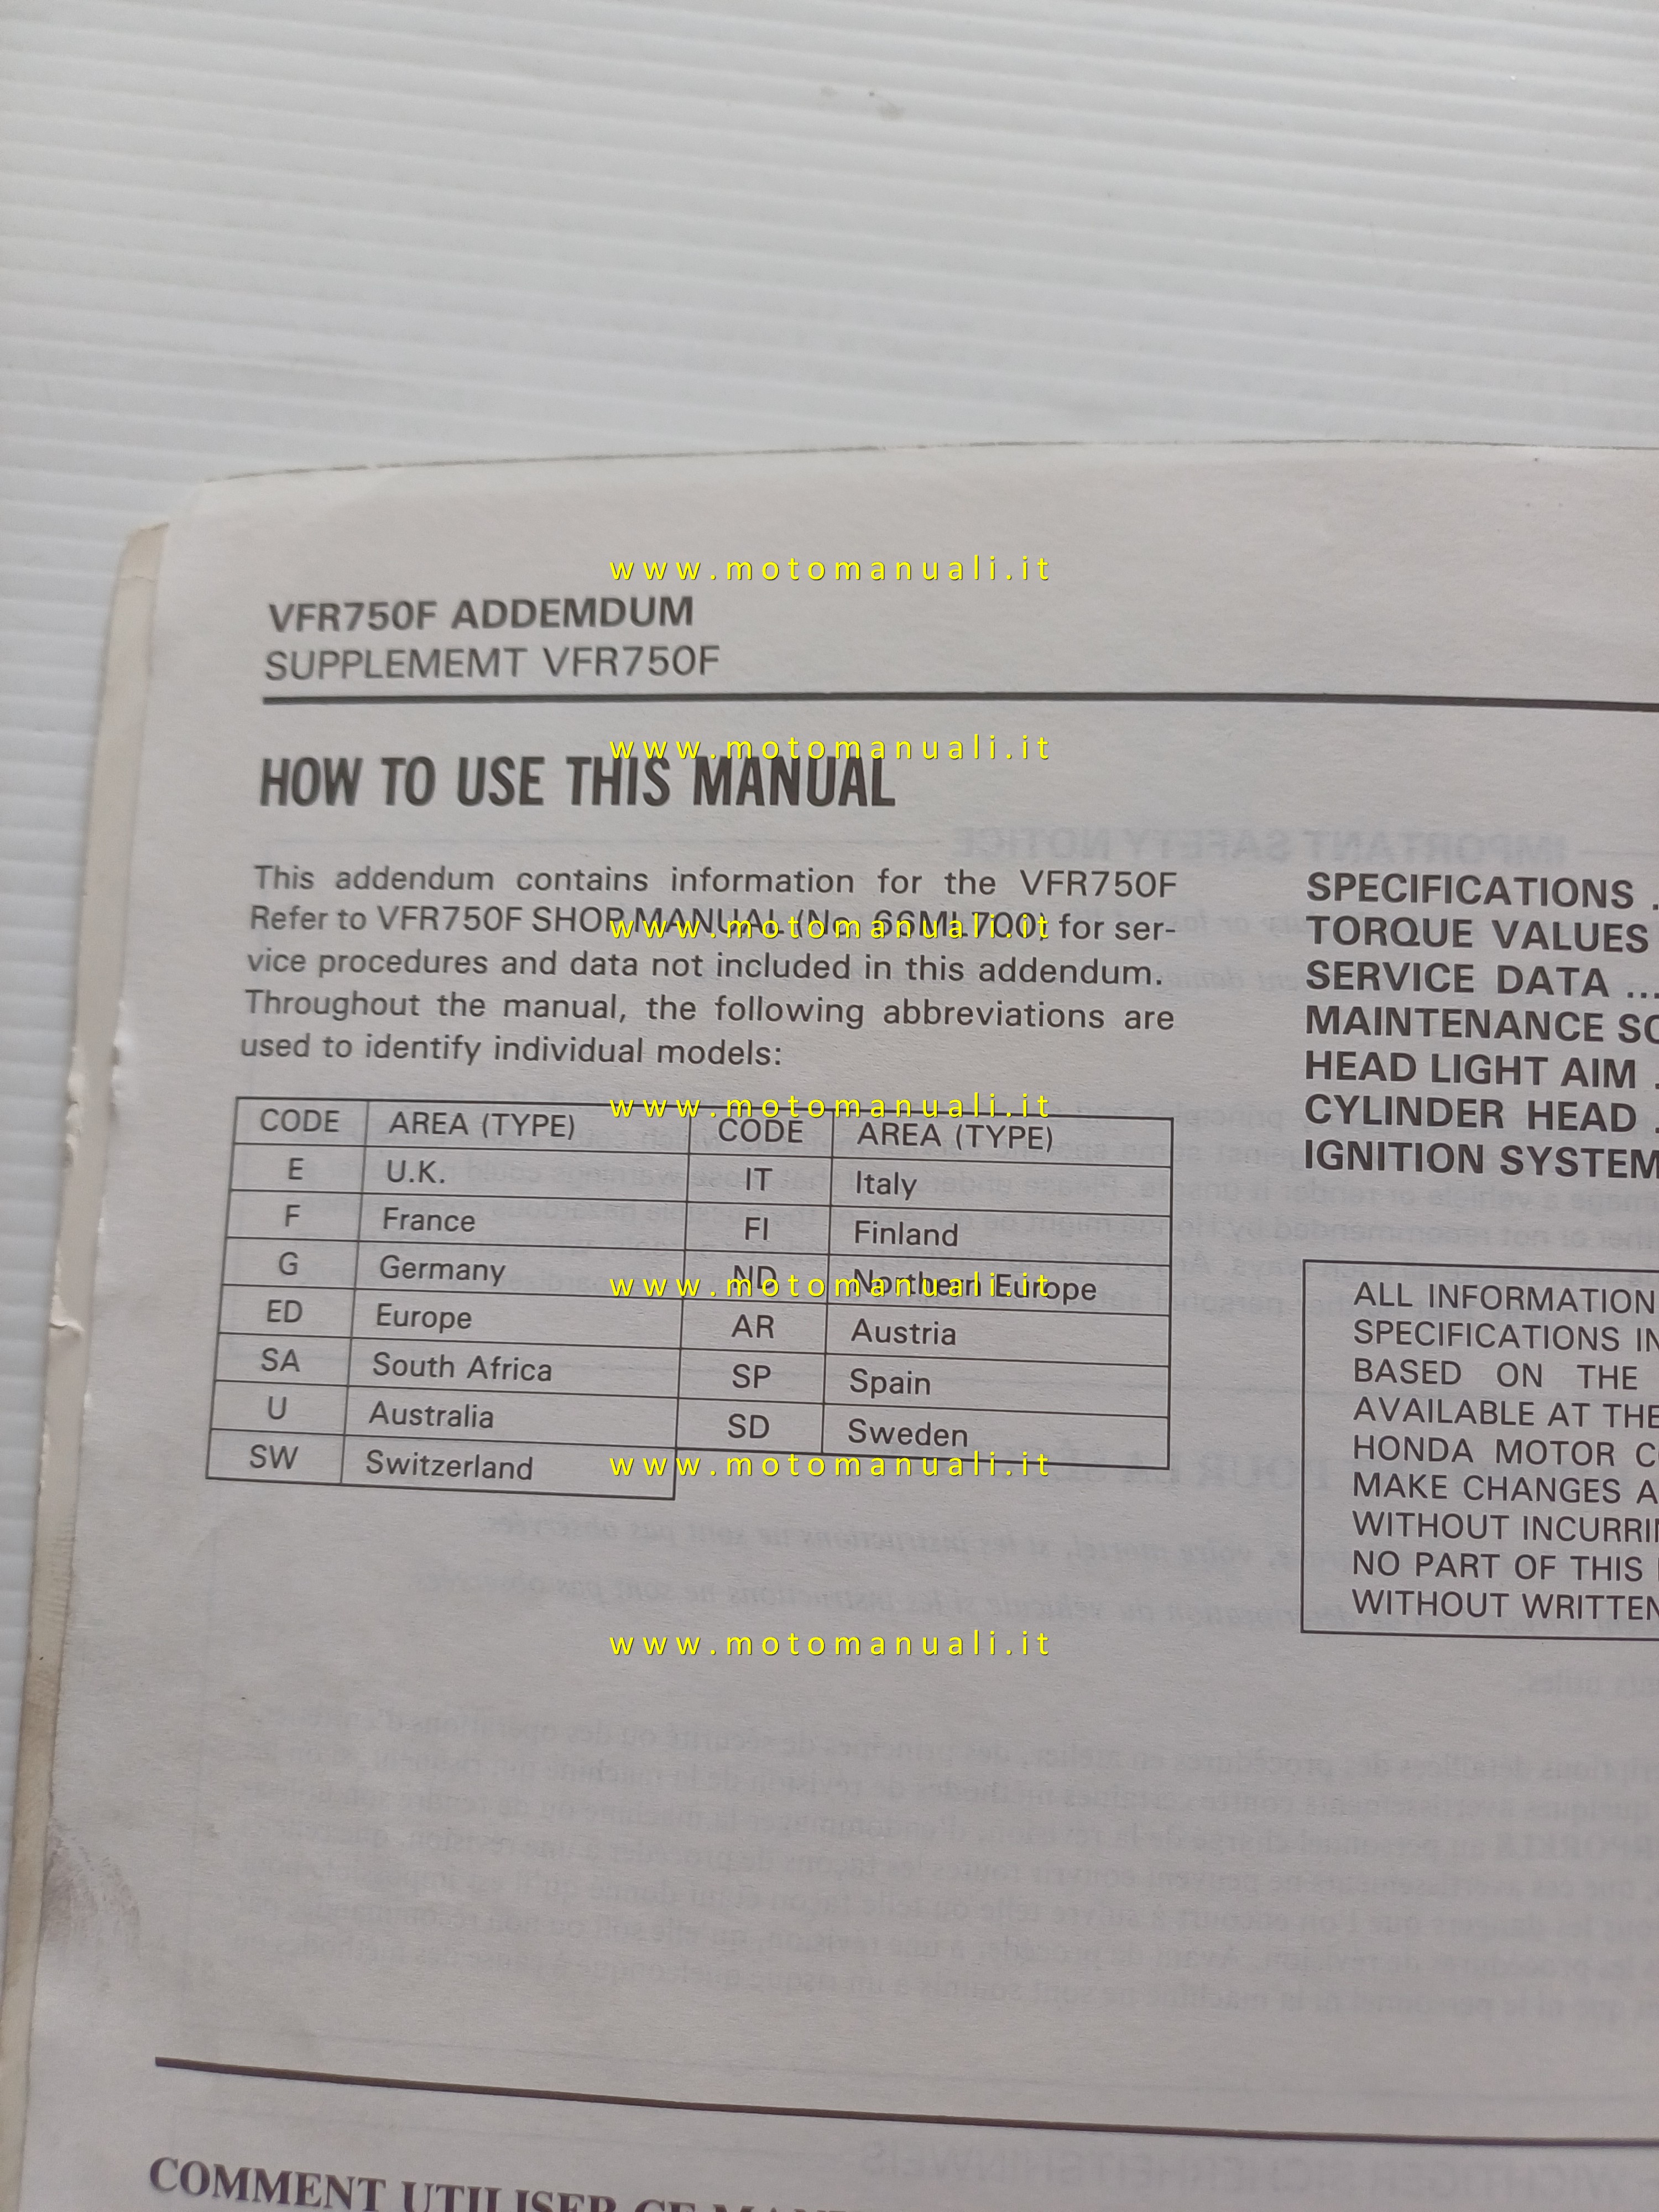 www.motomanuali.it
VFR750F ADDEMDUM
SUPPLEMEMT VFR750F
www.motomanuali.it
HOW TO USE THIS MANUAL
This addendum contains information for the VFR750F
Refer to VFR750F SHOP MANUAL (No. 66ML700) for ser-
www.motomanuali.it
vice procedures and data not included in this addendum.
Throughout the manual, the following abbreviations are
used to identify individual models:
www.motomanuali.it
CODE AREA (TYPE) CODE AREA (TYPE)
E U.K. IT Italy
F France FI Finland
G Germany ND Northern Europe
www.motomanuali.it
ED Europe AR Austria
SA South Africa SP Spain
U Australia SD Sweden
SW Switzerland
www.motomanuali.it
www.motomanuali.it
SPECIFICATIONS .
TORQUE VALUES
SERVICE DATA ...
MAINTENANCE SC
HEAD LIGHT AIM .
CYLINDER HEAD .
IGNITION SYSTEM
ALL INFORMATION
SPECIFICATIONS IN
BASED ON THE
AVAILABLE AT THE
HONDA MOTOR CO
MAKE CHANGES A
WITHOUT INCURRIN
NO PART OF THIS
WITHOUT WRITTEN
COMMENT UTILISER CE